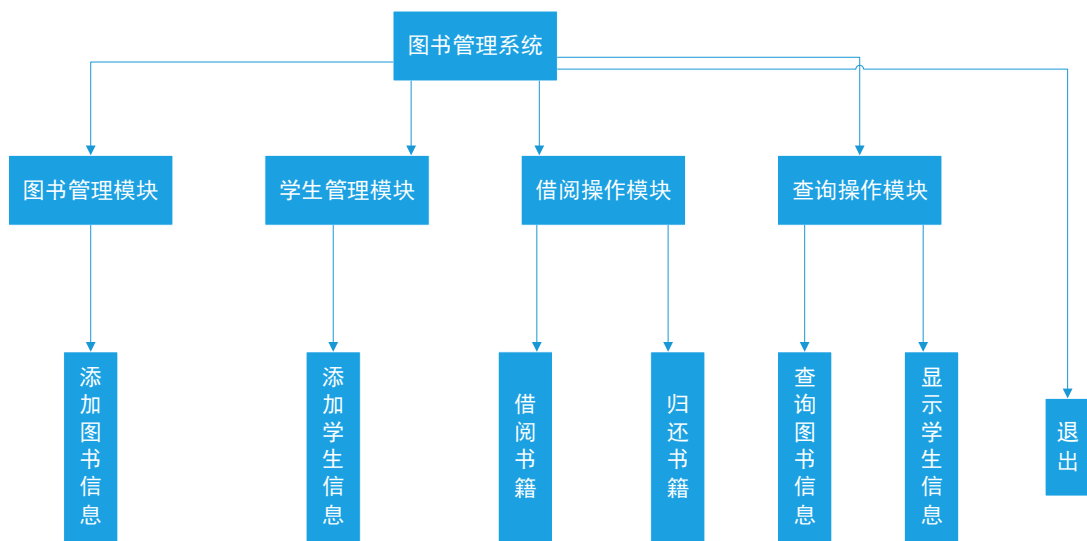 图书管理系统
图书管理模块
学生管理模块
借阅操作模块
查询操作模块
添加图书信息
添加学生信息
借阅书籍
归还书籍
查询图书信息
显示学生信息
退出